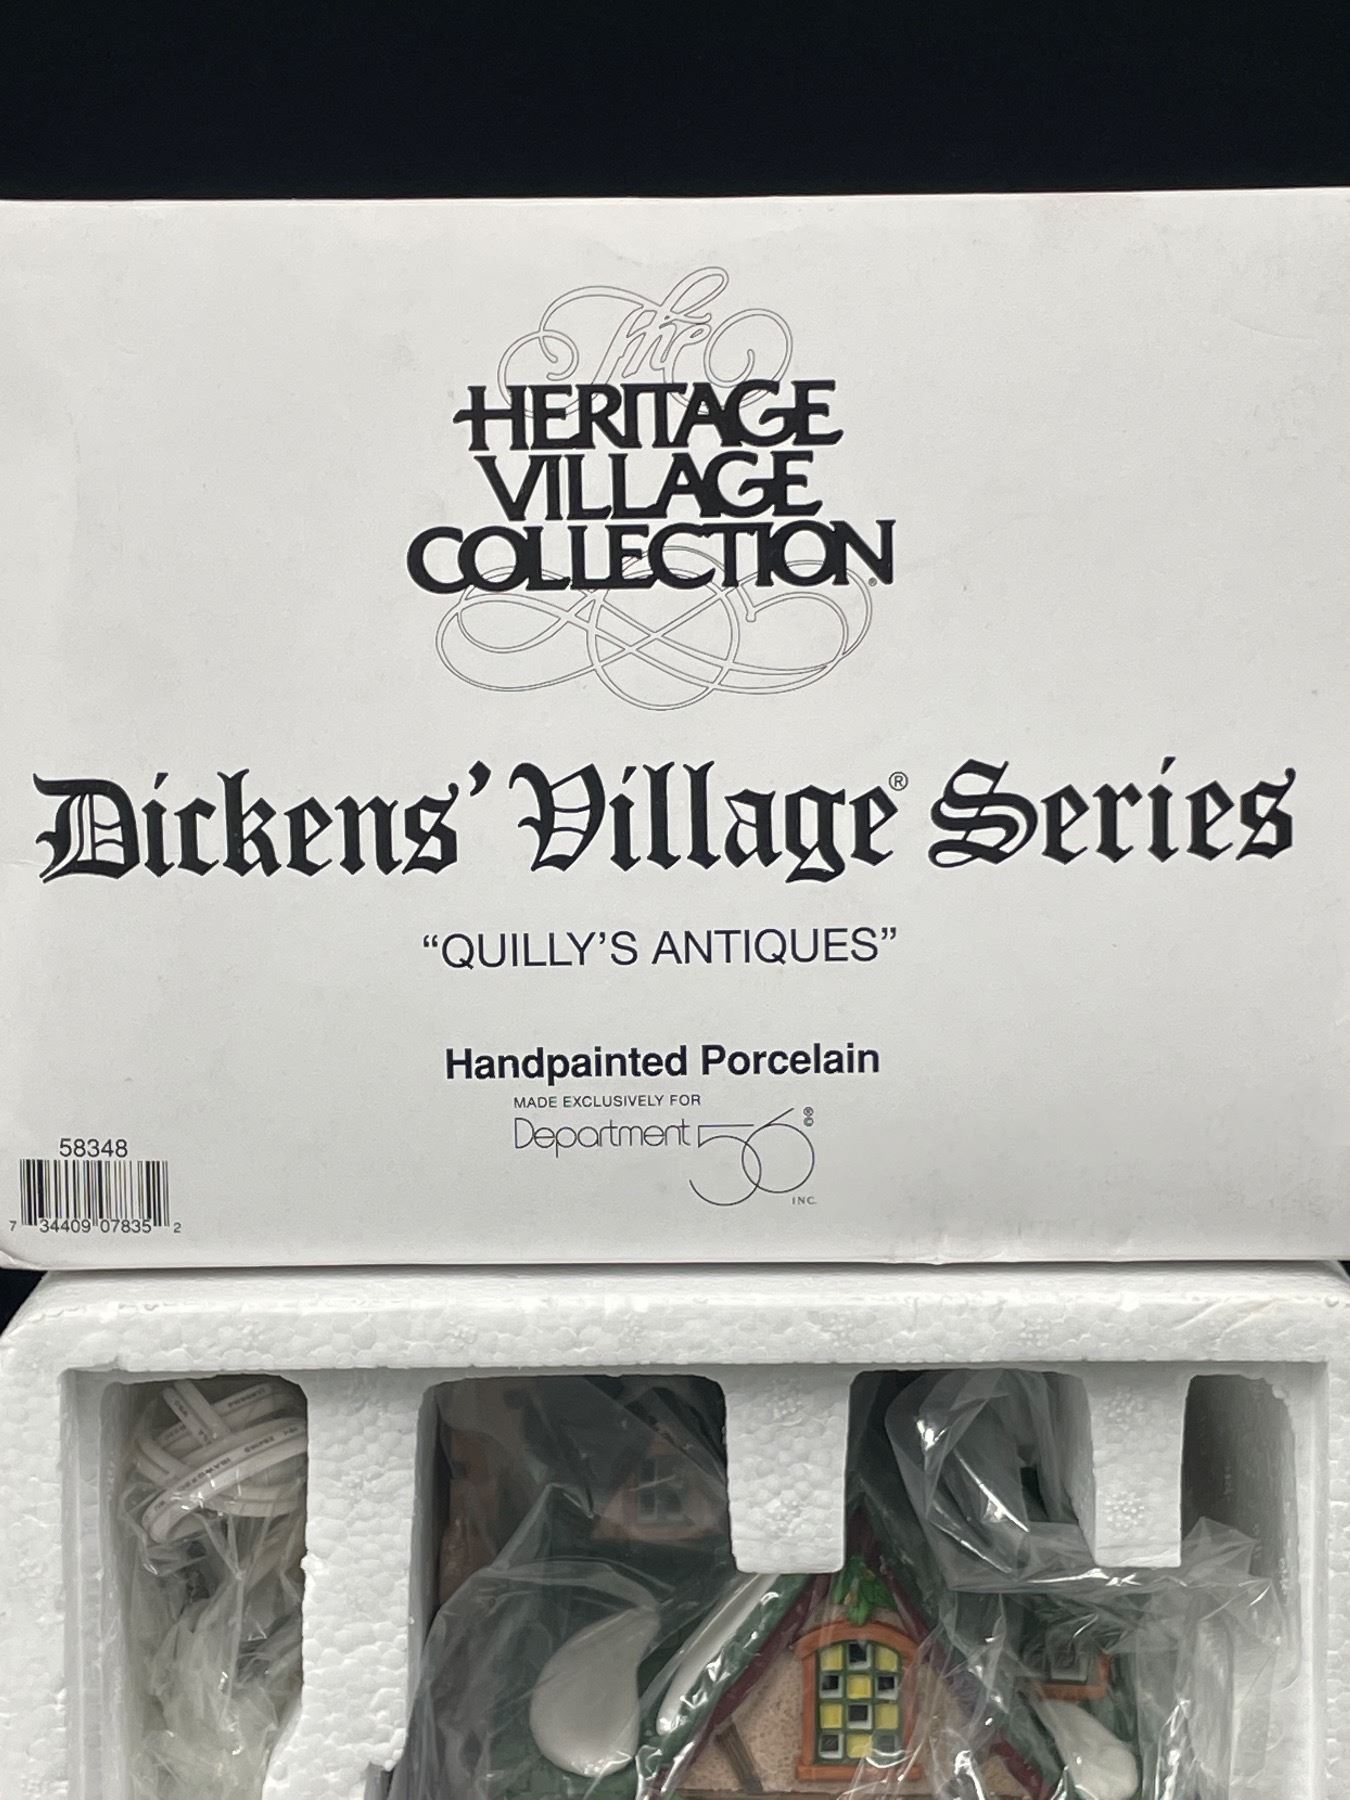 The
HERITAGE
VILLAGE
COLLECTION®
Dickens' Village® Series
“QUILLY’S ANTIQUES”
Handpainted Porcelain
MADE EXCLUSIVELY FOR
Department 56®©
INC.
58348
7 34409 07835 2